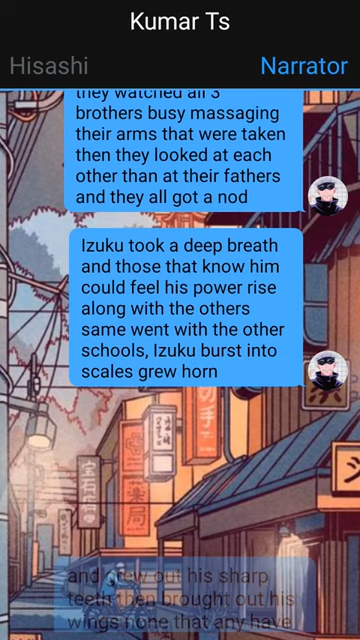 Kumar Ts
Hisashi
Narrator
they watched all 3
brothers busy massaging
their arms that were taken
then they looked at each
other than at their fathers
and they all got a nod
Izuku took a deep breath
and those that know him
could feel his power rise
along with the others
same went with the other
schools, Izuku burst into
scales grew horn
and grew out his sharp
teeth then brought out his
wings none that any have